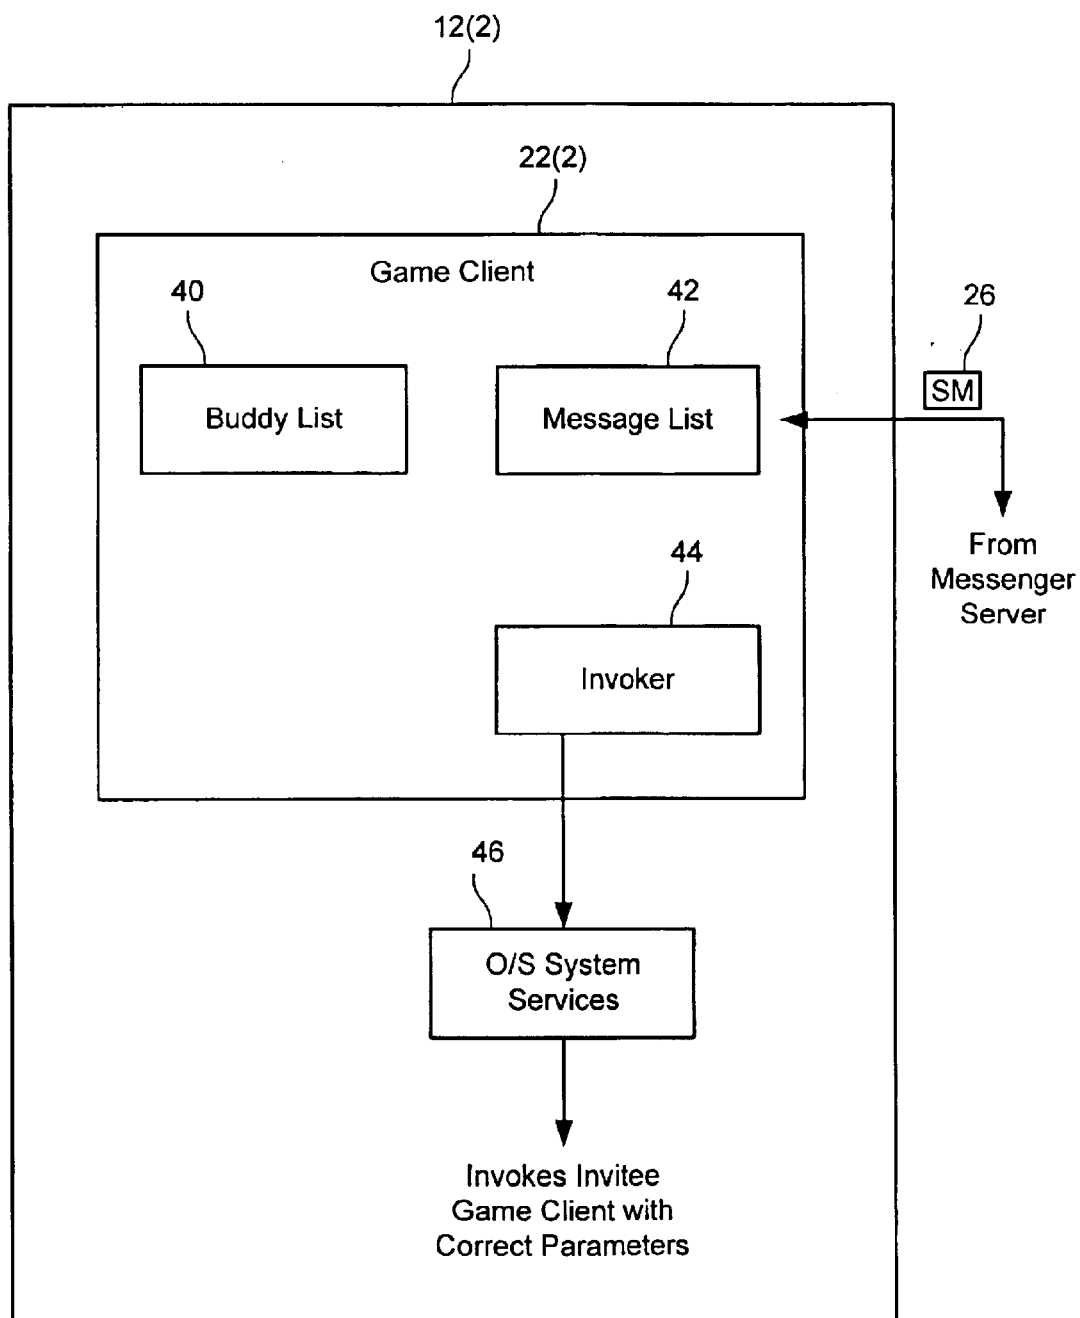 12(2)
22(2)
Game Client
40
42
26
SM
Buddy List
Message List
From
Messenger
Server
44
Invoker
46
O/S System
Services
Invokes Invitee
Game Client with
Correct Parameters